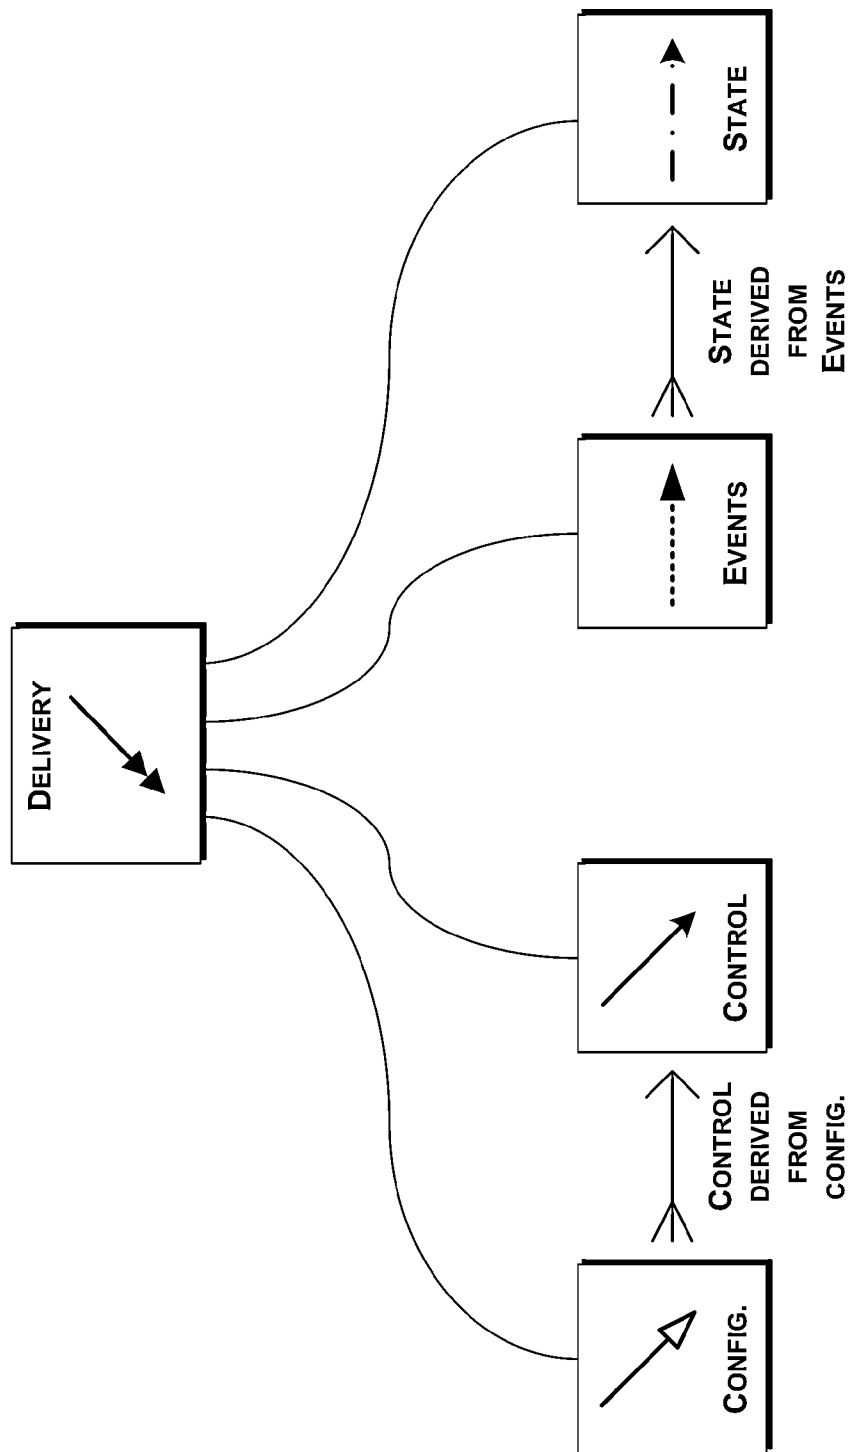 DELIVERY
CONFIG.
CONTROL DERIVED
FROM
CONFIG.
CONTROL
EVENTS
STATE
DERIVED
FROM
EVENTS
STATE